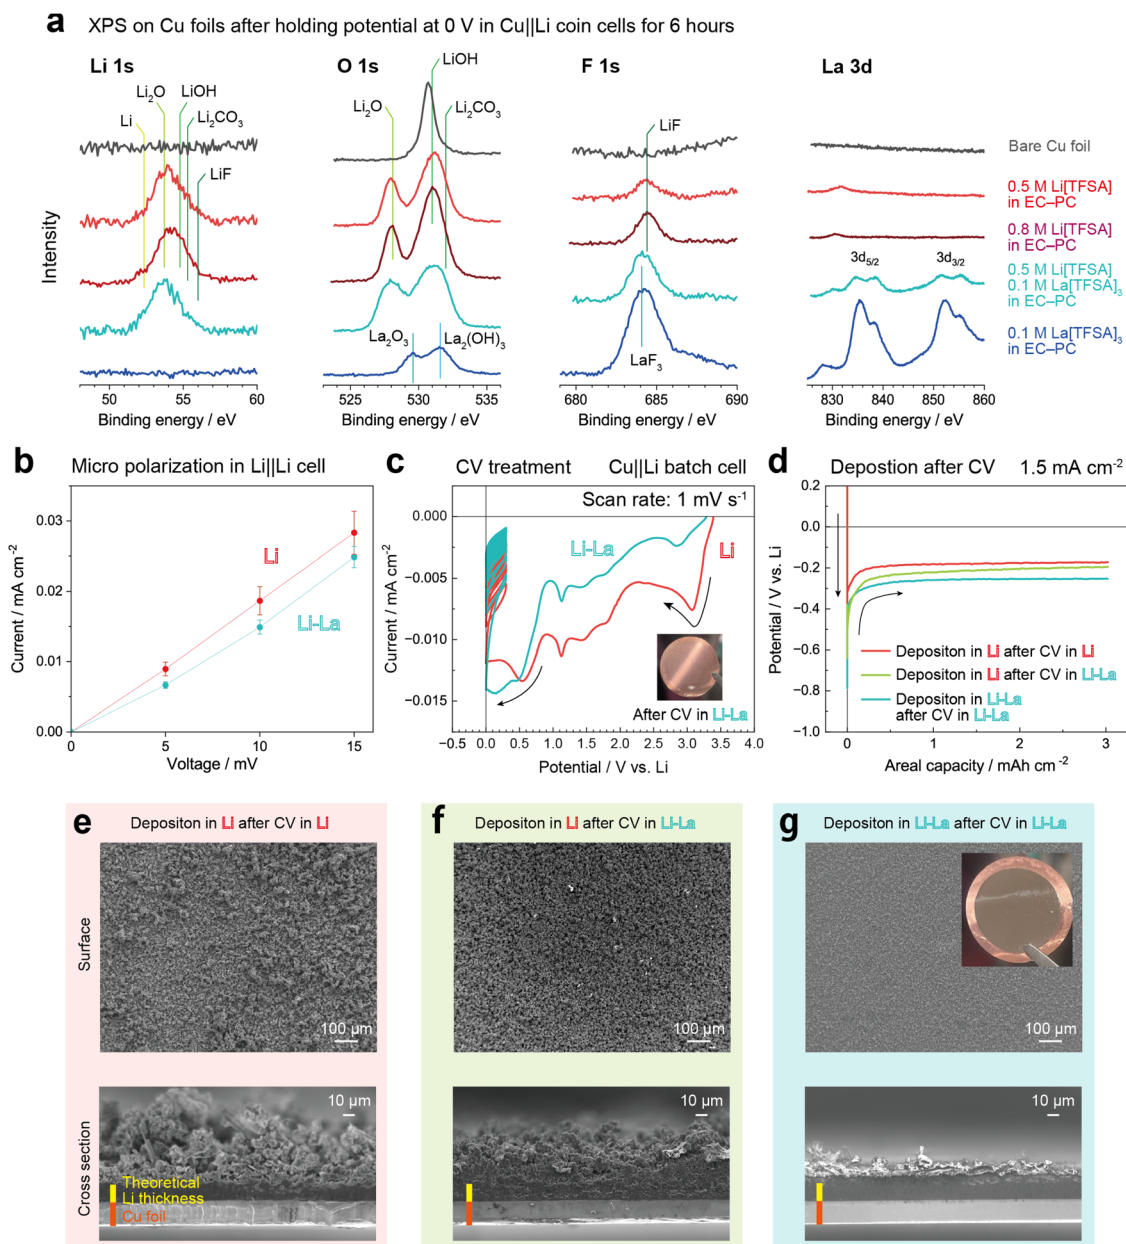 a XPS on Cu foils after holding potential at 0 V in Cu||Li coin cells for 6 hours
Li 1s
O 1s
F 1s
La 3d
Intensity
Li
Li₂O
LiOH
Li₂CO₃
LiF
50 55 60
Binding energy / eV
Li₂O
LiOH
Li₂CO₃
La₂O₃
La₂(OH)₃
525 530 535
Binding energy / eV
LiF
LaF₃
680 685 690
Binding energy / eV
3d₅/₂
3d₃/₂
830 840 850 860
Binding energy / eV
Bare Cu foil
0.5 M Li[TFSA]
in EC–PC
0.8 M Li[TFSA]
in EC–PC
0.5 M Li[TFSA]
0.1 M La[TFSA]₃
in EC–PC
0.1 M La[TFSA]₃
in EC–PC
b Micro polarization in Li||Li cell
Current / mA cm⁻²
0.03
0.02
0.01
0.00
Li
Li-La
0 5 10 15
Voltage / mV
c CV treatment Cu||Li batch cell
Scan rate: 1 mV s⁻¹
Current / mA cm⁻²
0.000
−0.005
−0.010
−0.015
Li-La
Li
After CV in Li-La
−0.5 0.0 0.5 1.0 1.5 2.0 2.5 3.0 3.5 4.0
Potential / V vs. Li
d Depostion after CV 1.5 mA cm⁻²
Potential / V vs. Li
0.2
0.0
−0.2
−0.4
−0.6
−0.8
−1.0
Depositon in Li after CV in Li
Depositon in Li after CV in Li-La
Depositon in Li-La
after CV in Li-La
0 1 2 3
Areal capacity / mAh cm⁻²
e Depositon in Li after CV in Li
Surface
100 µm
Cross section
10 µm
Theoretical
Li thickness
Cu foil
f Depositon in Li after CV in Li-La
100 µm
10 µm
g Depositon in Li-La after CV in Li-La
100 µm
10 µm